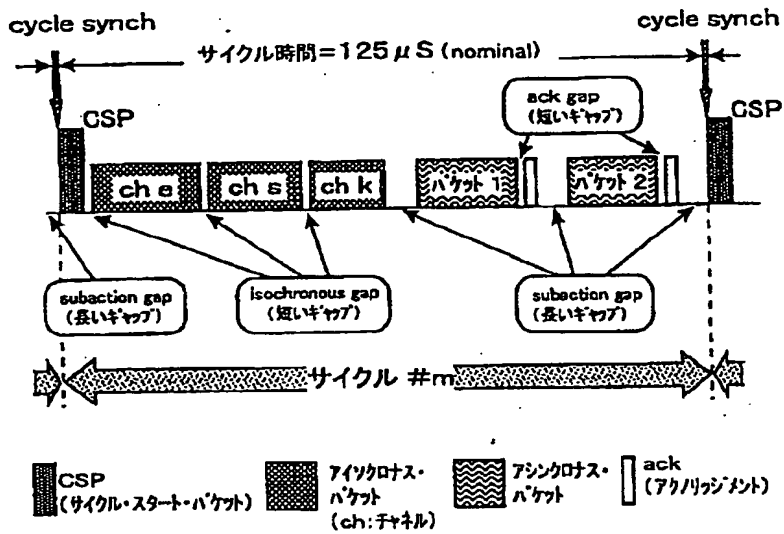 cycle synch
cycle synch
サイクル時間=125μS (nominal)
CSP
CSP
ack gap
(短いギャップ)
ch e
ch s
ch k
パケット 1
パケット 2
subaction gap
(長いギャップ)
isochronous gap
(短いギャップ)
subaction gap
(長いギャップ)
サイクル #m
CSP
(サイクル・スタート・パケット)
アイソクロナス・
パケット
(ch:チャネル)
アシンクロナス・
パケット
ack
(アクノリッジメント)